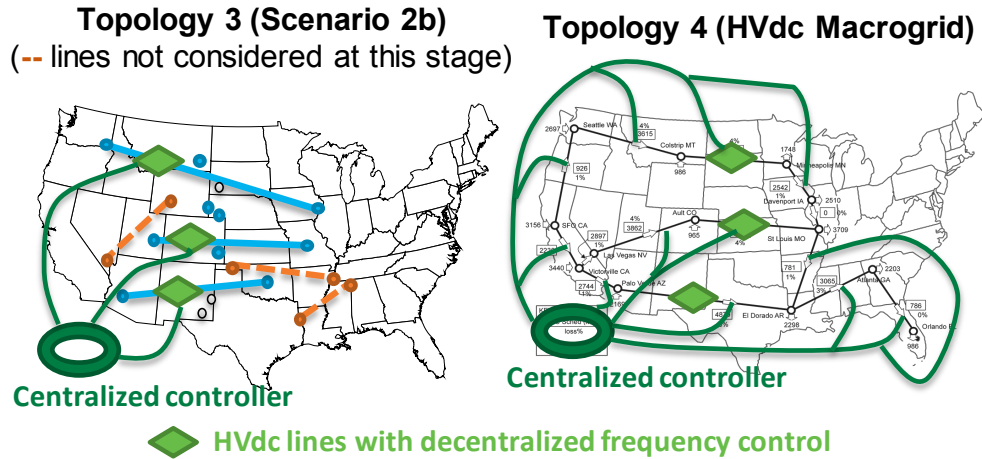 Topology 3 (Scenario 2b)
(-- lines not considered at this stage)
Centralized controller
Topology 4 (HVdc Macrogrid)
2697
Seattle WA
4%
3615
Colstrip MT
986
4%
1748
Minneapolis MN
926
1%
2542
1%
Davenport IA
2510
0
0%
3156
SFO CA
4%
3862
Ault CO
965
4%
St Louis MO
3709
2897
1%
Las Vegas NV
3440
Victorville CA
2744
1%
Palo Verde AZ
781
1%
3065
3%
2203
Atlanta GA
El Dorado AR
2298
786
0%
Orlando
986
loss%
Centralized controller
HVdc lines with decentralized frequency control